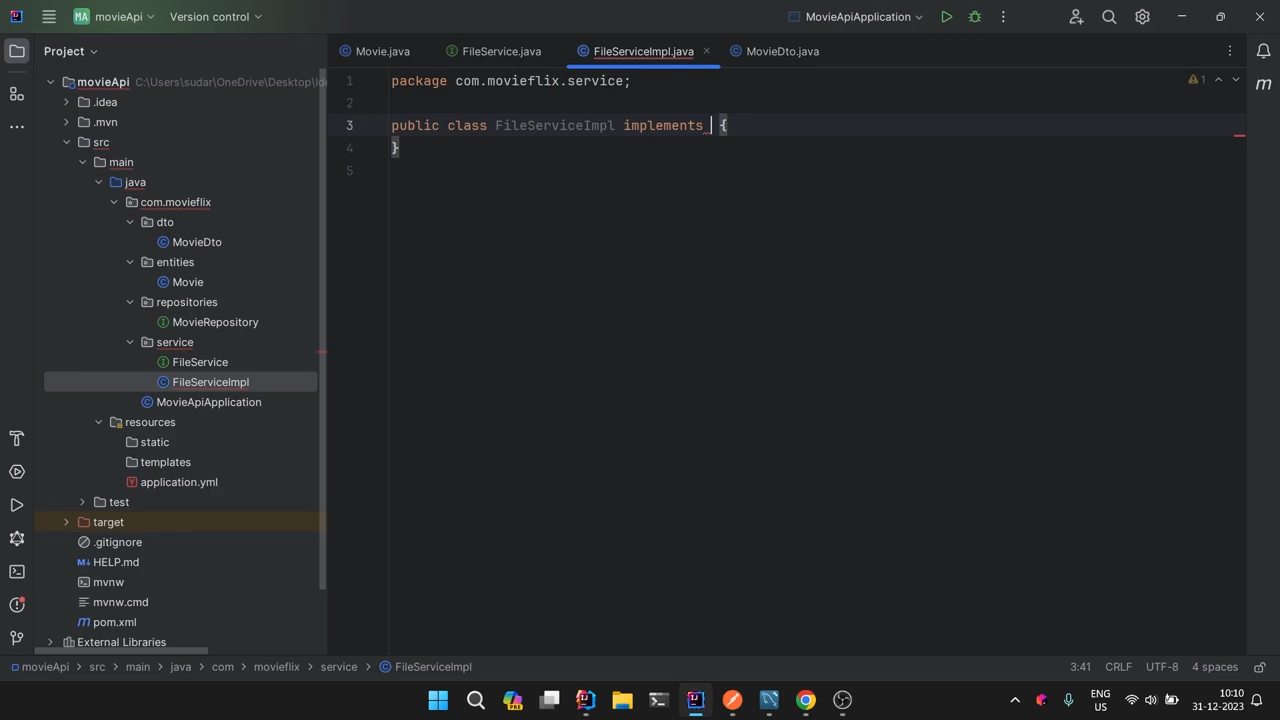 MA movieApi Version control MovieApiApplication
Project
Movie.java FileService.java FileServiceImpl.java MovieDto.java
movieApi C:\Users\sudar\OneDrive\Desktop\Ide
.idea
.mvn
src
main
java
com.movieflix
dto
MovieDto
entities
Movie
repositories
MovieRepository
service
FileService
FileServiceImpl
MovieApiApplication
resources
static
templates
application.yml
test
target
.gitignore
HELP.md
mvnw
mvnw.cmd
pom.xml
External Libraries
1 package com.movieflix.service;
2
3 public class FileServiceImpl implements {
4 }
5
1
movieApi > src > main > java > com > movieflix > service > FileServiceImpl
3:41 CRLF UTF-8 4 spaces
ENG
US
10:10
31-12-2023